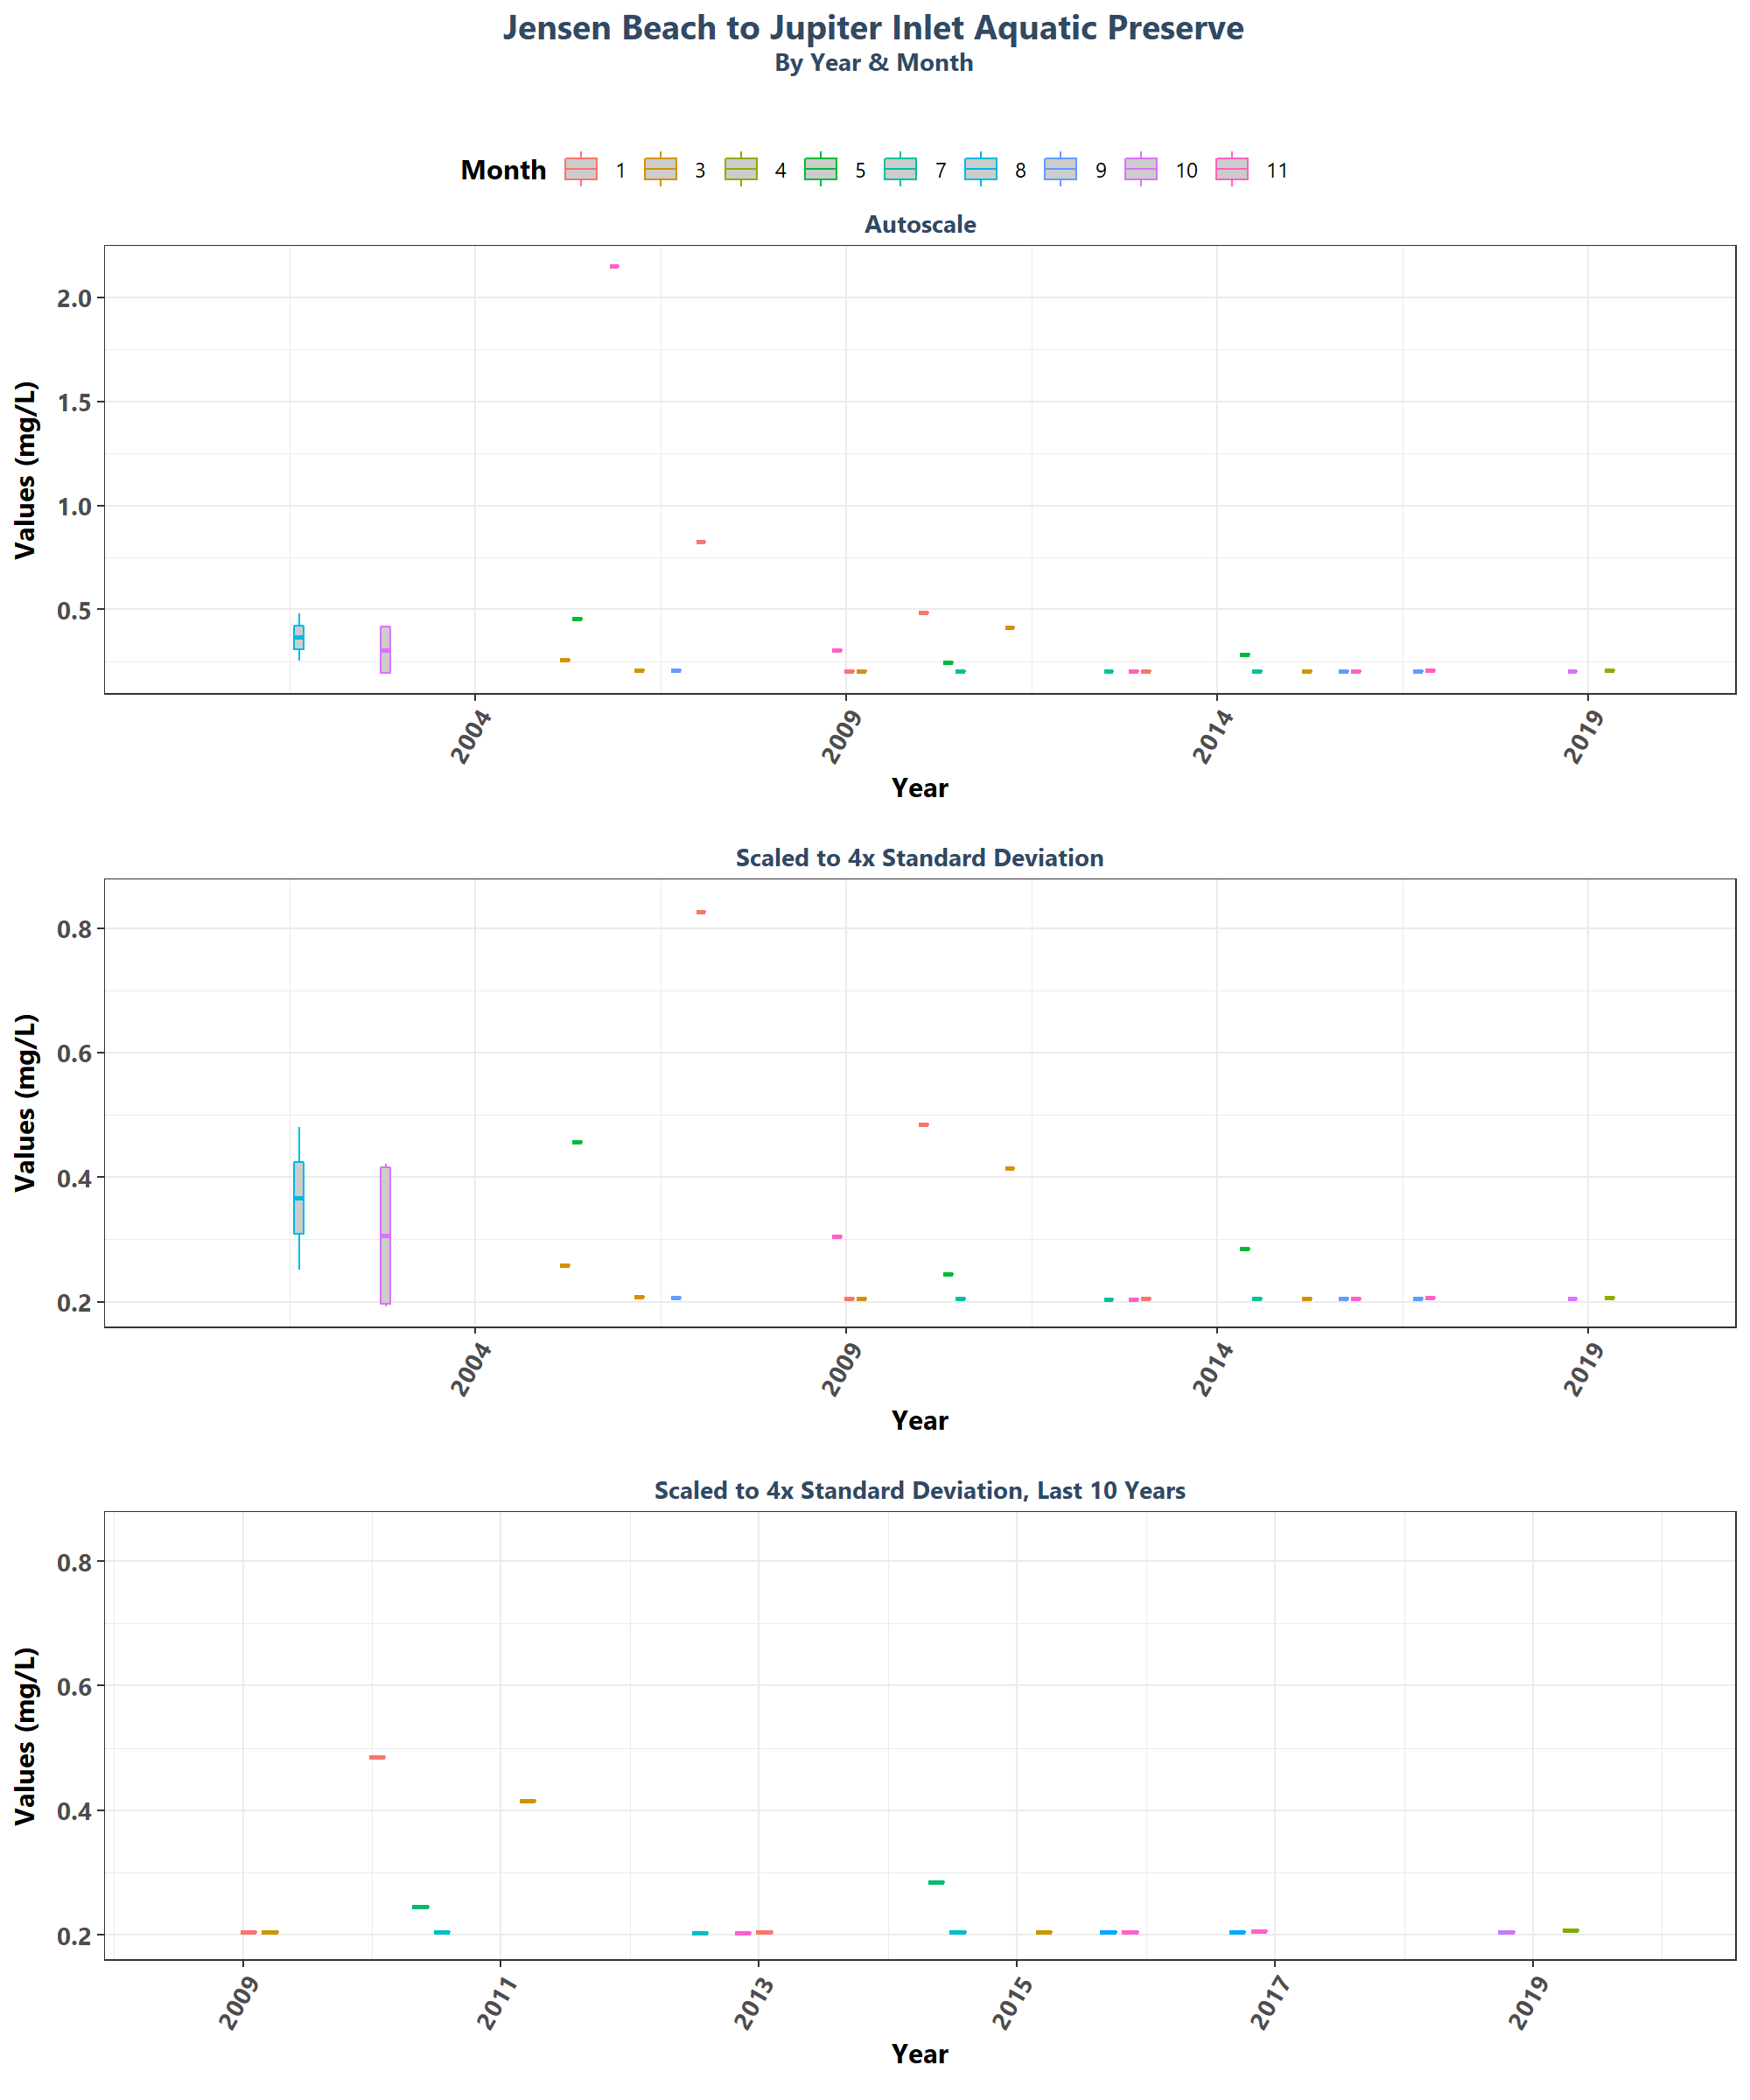 Jensen Beach to Jupiter Inlet Aquatic Preserve
By Year & Month
Month 1 3 4 5 7 8 9 10 11
Autoscale
Values (mg/L)
2.0
1.5
1.0
0.5
2004 2009 2014 2019
Year
Scaled to 4x Standard Deviation
Values (mg/L)
0.8
0.6
0.4
0.2
2004 2009 2014 2019
Year
Scaled to 4x Standard Deviation, Last 10 Years
Values (mg/L)
0.8
0.6
0.4
0.2
2009 2011 2013 2015 2017 2019
Year